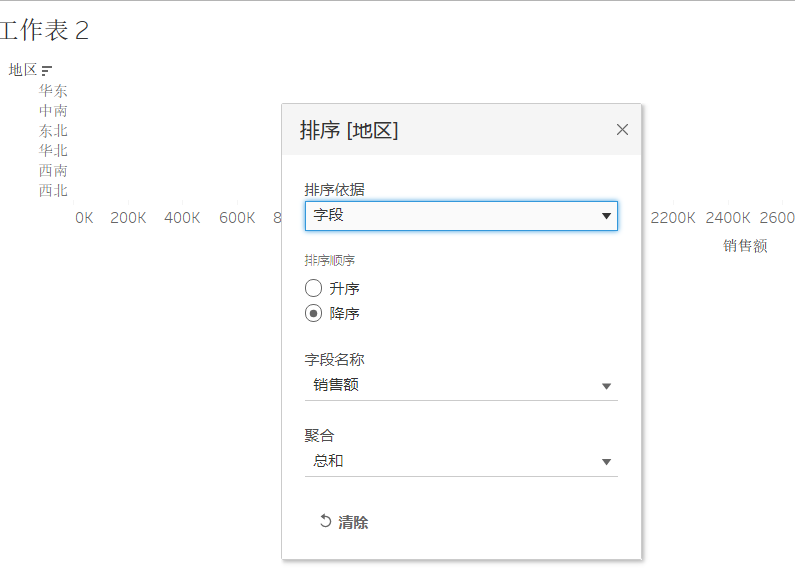 工作表 2
地区
华东
中南
东北
华北
西南
西北
0K 200K 400K 600K 8
2200K 2400K 2600
销售额
排序 [地区]
排序依据
字段
排序顺序
升序
降序
字段名称
销售额
聚合
总和
清除